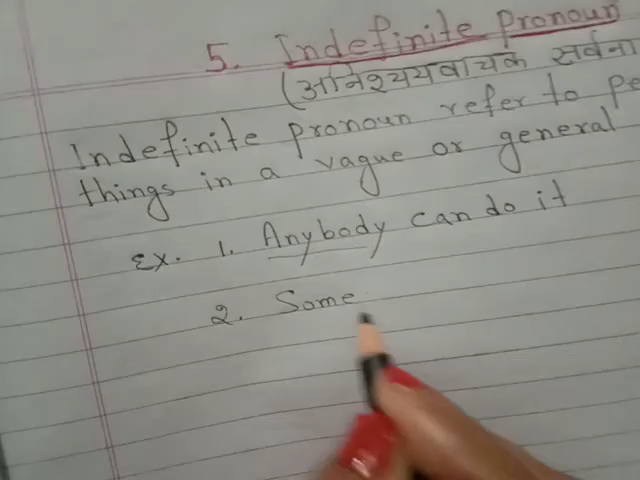 5. Indefinite Pronoun
(अनिश्चयवाचक
Indefinite pronoun refer to
things in a vague or general
Ex. 1. Anybody can do it
2. Some